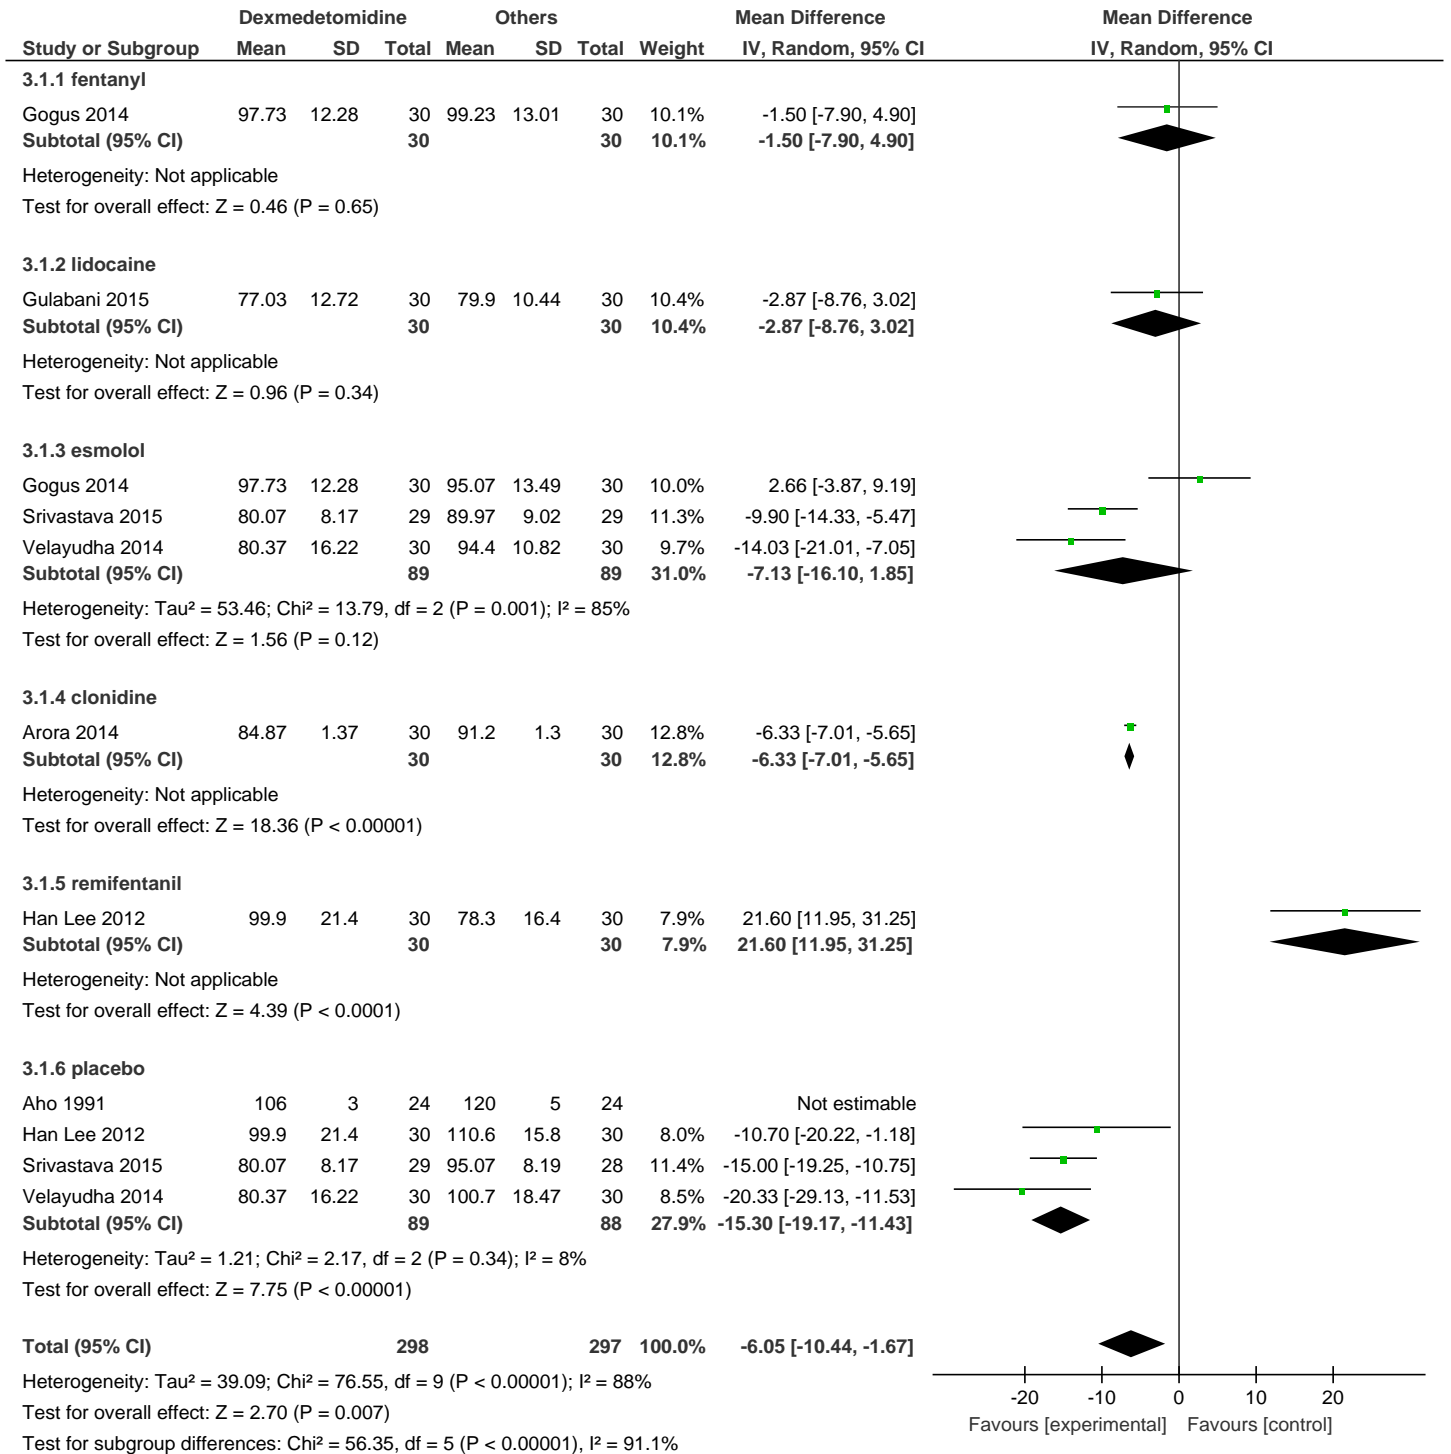 Dexmedetomidine Others Mean Difference Mean Difference
Study or Subgroup Mean SD Total Mean SD Total Weight IV, Random, 95% CI IV, Random, 95% CI
3.1.1 fentanyl
Gogus 2014 97.73 12.28 30 99.23 13.01 30 10.1% -1.50 [-7.90, 4.90]
Subtotal (95% CI) 30 30 10.1% -1.50 [-7.90, 4.90]
Heterogeneity: Not applicable
Test for overall effect: Z = 0.46 (P = 0.65)
3.1.2 lidocaine
Gulabani 2015 77.03 12.72 30 79.9 10.44 30 10.4% -2.87 [-8.76, 3.02]
Subtotal (95% CI) 30 30 10.4% -2.87 [-8.76, 3.02]
Heterogeneity: Not applicable
Test for overall effect: Z = 0.96 (P = 0.34)
3.1.3 esmolol
Gogus 2014 97.73 12.28 30 95.07 13.49 30 10.0% 2.66 [-3.87, 9.19]
Srivastava 2015 80.07 8.17 29 89.97 9.02 29 11.3% -9.90 [-14.33, -5.47]
Velayudha 2014 80.37 16.22 30 94.4 10.82 30 9.7% -14.03 [-21.01, -7.05]
Subtotal (95% CI) 89 89 31.0% -7.13 [-16.10, 1.85]
Heterogeneity: Tau² = 53.46; Chi² = 13.79, df = 2 (P = 0.001); I² = 85%
Test for overall effect: Z = 1.56 (P = 0.12)
3.1.4 clonidine
Arora 2014 84.87 1.37 30 91.2 1.3 30 12.8% -6.33 [-7.01, -5.65]
Subtotal (95% CI) 30 30 12.8% -6.33 [-7.01, -5.65]
Heterogeneity: Not applicable
Test for overall effect: Z = 18.36 (P < 0.00001)
3.1.5 remifentanil
Han Lee 2012 99.9 21.4 30 78.3 16.4 30 7.9% 21.60 [11.95, 31.25]
Subtotal (95% CI) 30 30 7.9% 21.60 [11.95, 31.25]
Heterogeneity: Not applicable
Test for overall effect: Z = 4.39 (P < 0.0001)
3.1.6 placebo
Aho 1991 106 3 24 120 5 24 Not estimable
Han Lee 2012 99.9 21.4 30 110.6 15.8 30 8.0% -10.70 [-20.22, -1.18]
Srivastava 2015 80.07 8.17 29 95.07 8.19 28 11.4% -15.00 [-19.25, -10.75]
Velayudha 2014 80.37 16.22 30 100.7 18.47 30 8.5% -20.33 [-29.13, -11.53]
Subtotal (95% CI) 89 88 27.9% -15.30 [-19.17, -11.43]
Heterogeneity: Tau² = 1.21; Chi² = 2.17, df = 2 (P = 0.34); I² = 8%
Test for overall effect: Z = 7.75 (P < 0.00001)
Total (95% CI) 298 297 100.0% -6.05 [-10.44, -1.67]
Heterogeneity: Tau² = 39.09; Chi² = 76.55, df = 9 (P < 0.00001); I² = 88%
Test for overall effect: Z = 2.70 (P = 0.007)
Test for subgroup differences: Chi² = 56.35, df = 5 (P < 0.00001), I² = 91.1%
-20 -10 0 10 20
Favours [experimental] Favours [control]